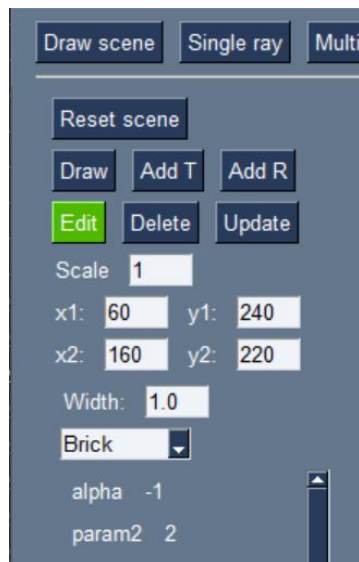 Draw scene Single ray Multi
Reset scene
Draw Add T Add R
Edit Delete Update
Scale 1
x1: 60 y1: 240
x2: 160 y2: 220
Width: 1.0
Brick
alpha -1
param2 2